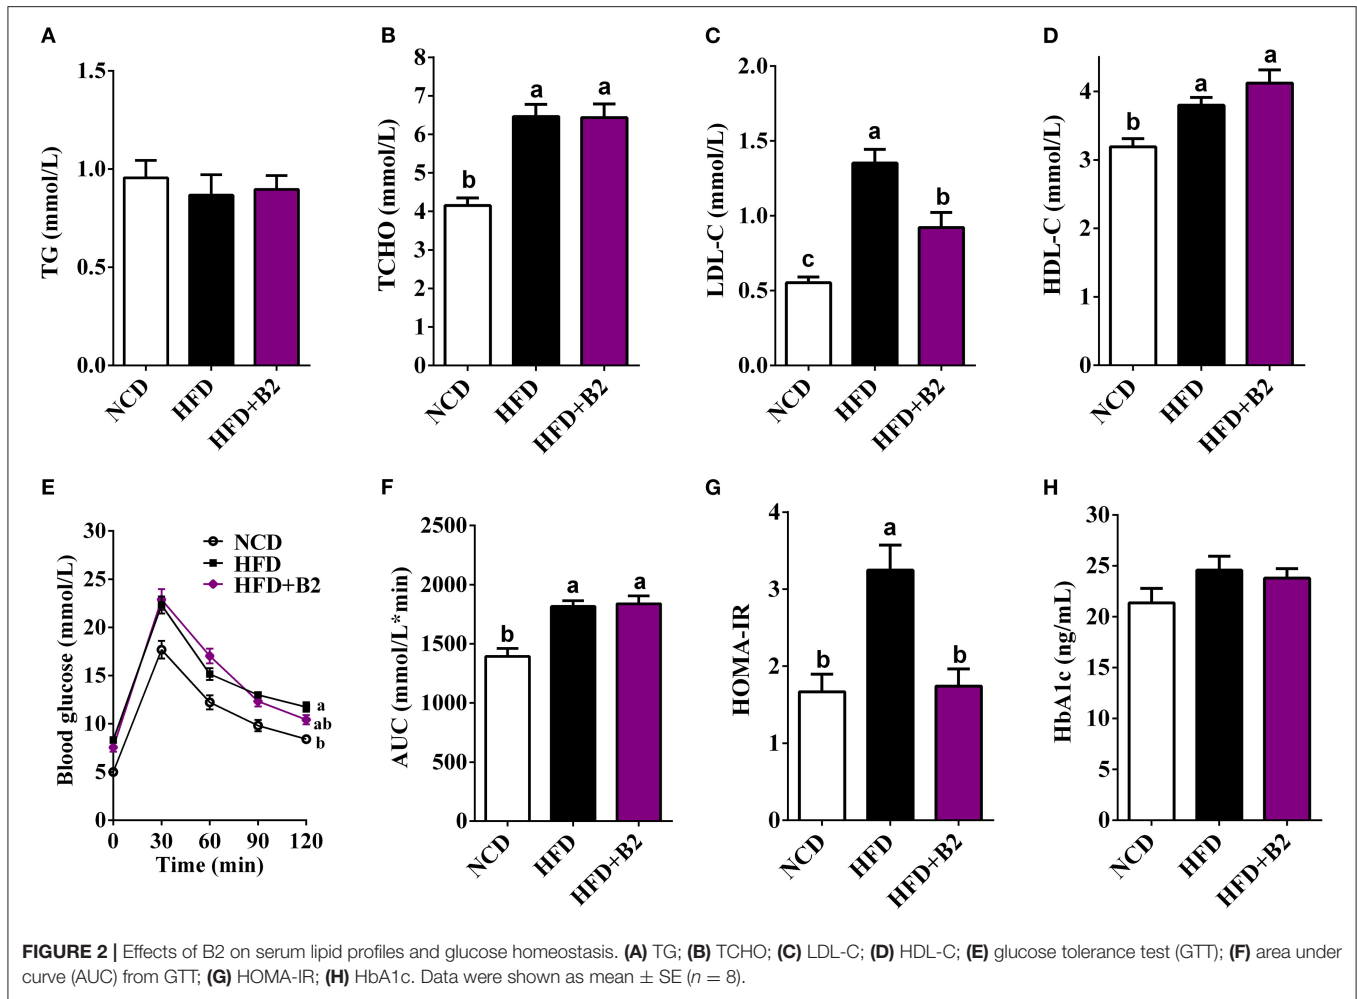 A
TG (mmol/L)
1.5
1.0
0.5
0.0
NCD
HFD
HFD+B2
B
TCHO (mmol/L)
8
7
6
5
4
3
2
1
0
b
a
a
NCD
HFD
HFD+B2
C
LDL-C (mmol/L)
2.0
1.5
1.0
0.5
0.0
c
a
b
NCD
HFD
HFD+B2
D
HDL-C (mmol/L)
4
3
2
1
0
b
a
a
NCD
HFD
HFD+B2
E
Blood glucose (mmol/L)
30
25
20
15
10
5
0
NCD
HFD
HFD+B2
a
ab
b
0 30 60 90 120
Time (min)
F
AUC (mmol/L*min)
2500
2000
1500
1000
500
0
b
a
a
NCD
HFD
HFD+B2
G
HOMA-IR
4
3
2
1
0
b
a
b
NCD
HFD
HFD+B2
H
HbA1c (ng/mL)
30
25
20
15
10
5
0
NCD
HFD
HFD+B2
FIGURE 2 | Effects of B2 on serum lipid profiles and glucose homeostasis. (A) TG; (B) TCHO; (C) LDL-C; (D) HDL-C; (E) glucose tolerance test (GTT); (F) area under
curve (AUC) from GTT; (G) HOMA-IR; (H) HbA1c. Data were shown as mean ± SE (n = 8).